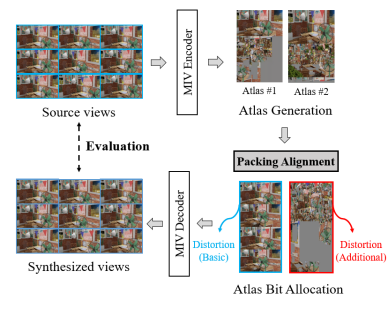 MIV Encoder
Atlas #1
Atlas #2
Source views
Atlas Generation
Evaluation
Packing Alignment
MIV Decoder
Distortion
(Basic)
Distortion
(Additional)
Synthesized views
Atlas Bit Allocation